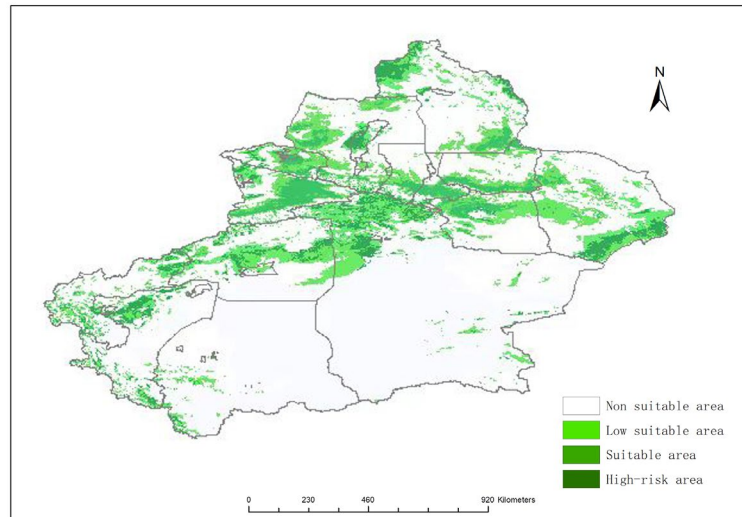 N
Non suitable area
Low suitable area
Suitable area
High-risk area
0 230 460 920 Kilometers